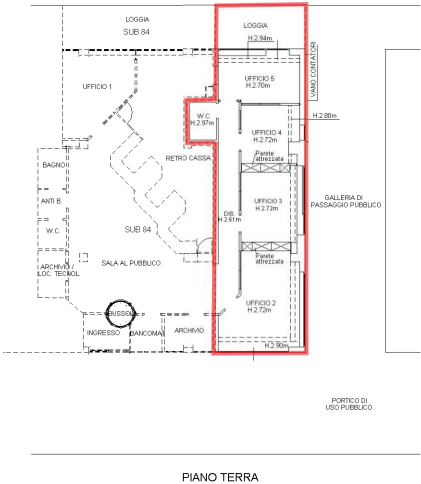 LOGGIA
SUB 84
LOGGIA
H.2.94m
VANO CONTATORI
UFFICIO 1
UFFICIO 5
H.2.70m
W.C.
H.2.97m
H.2.80m
UFFICIO 4
H.2.72m
RETRO CASSA
Parete
attrezzata
BAGNO
ANTI B.
UFFICIO 3
H.2.72m
GALLERIA DI
PASSAGGIO PUBBLICO
DIS.
H.2.61m
W.C.
SUB 84
SALA AL PUBBLICO
Parete
attrezzata
ARCHIVIO /
LOC. TECNOL
UFFICIO 2
H.2.72m
BUSSOLA
INGRESSO
BANCOMAT
ARCHIVIO
H.2.90m
PORTICO DI
USO PUBBLICO
PIANO TERRA